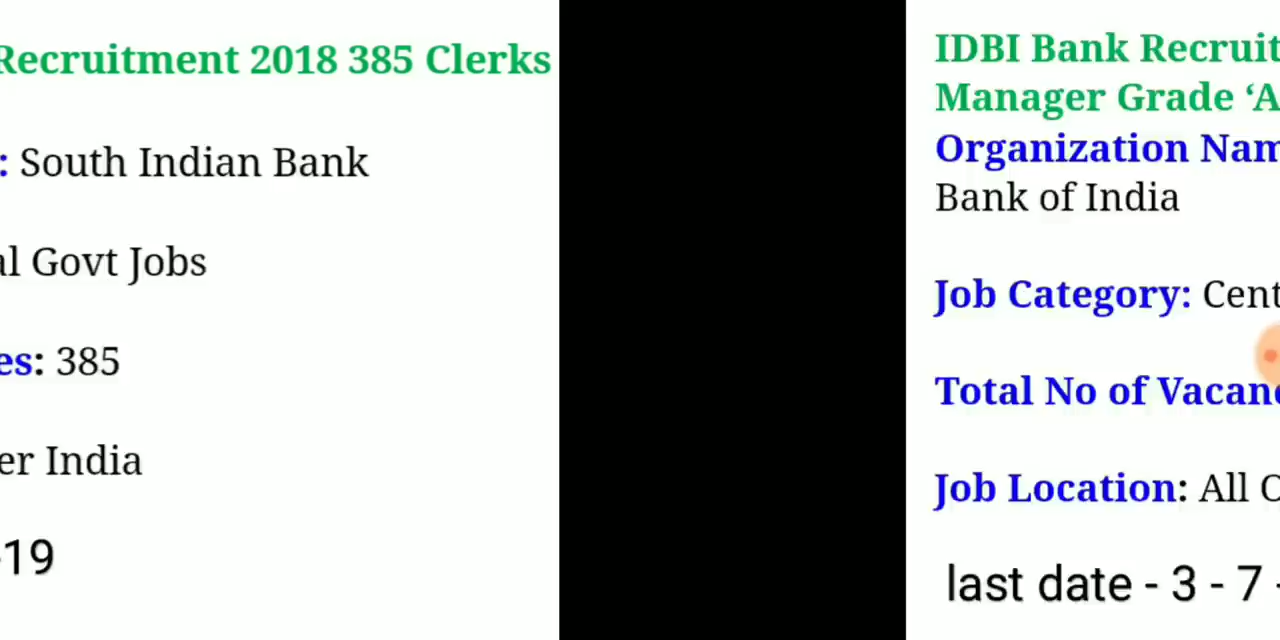 Recruitment 2018 385 Clerks
: South Indian Bank
al Govt Jobs
es: 385
er India
-19
IDBI Bank Recruit
Manager Grade ‘A
Organization Nam
Bank of India
Job Category: Cent
Total No of Vacanc
Job Location: All O
last date - 3 - 7 -